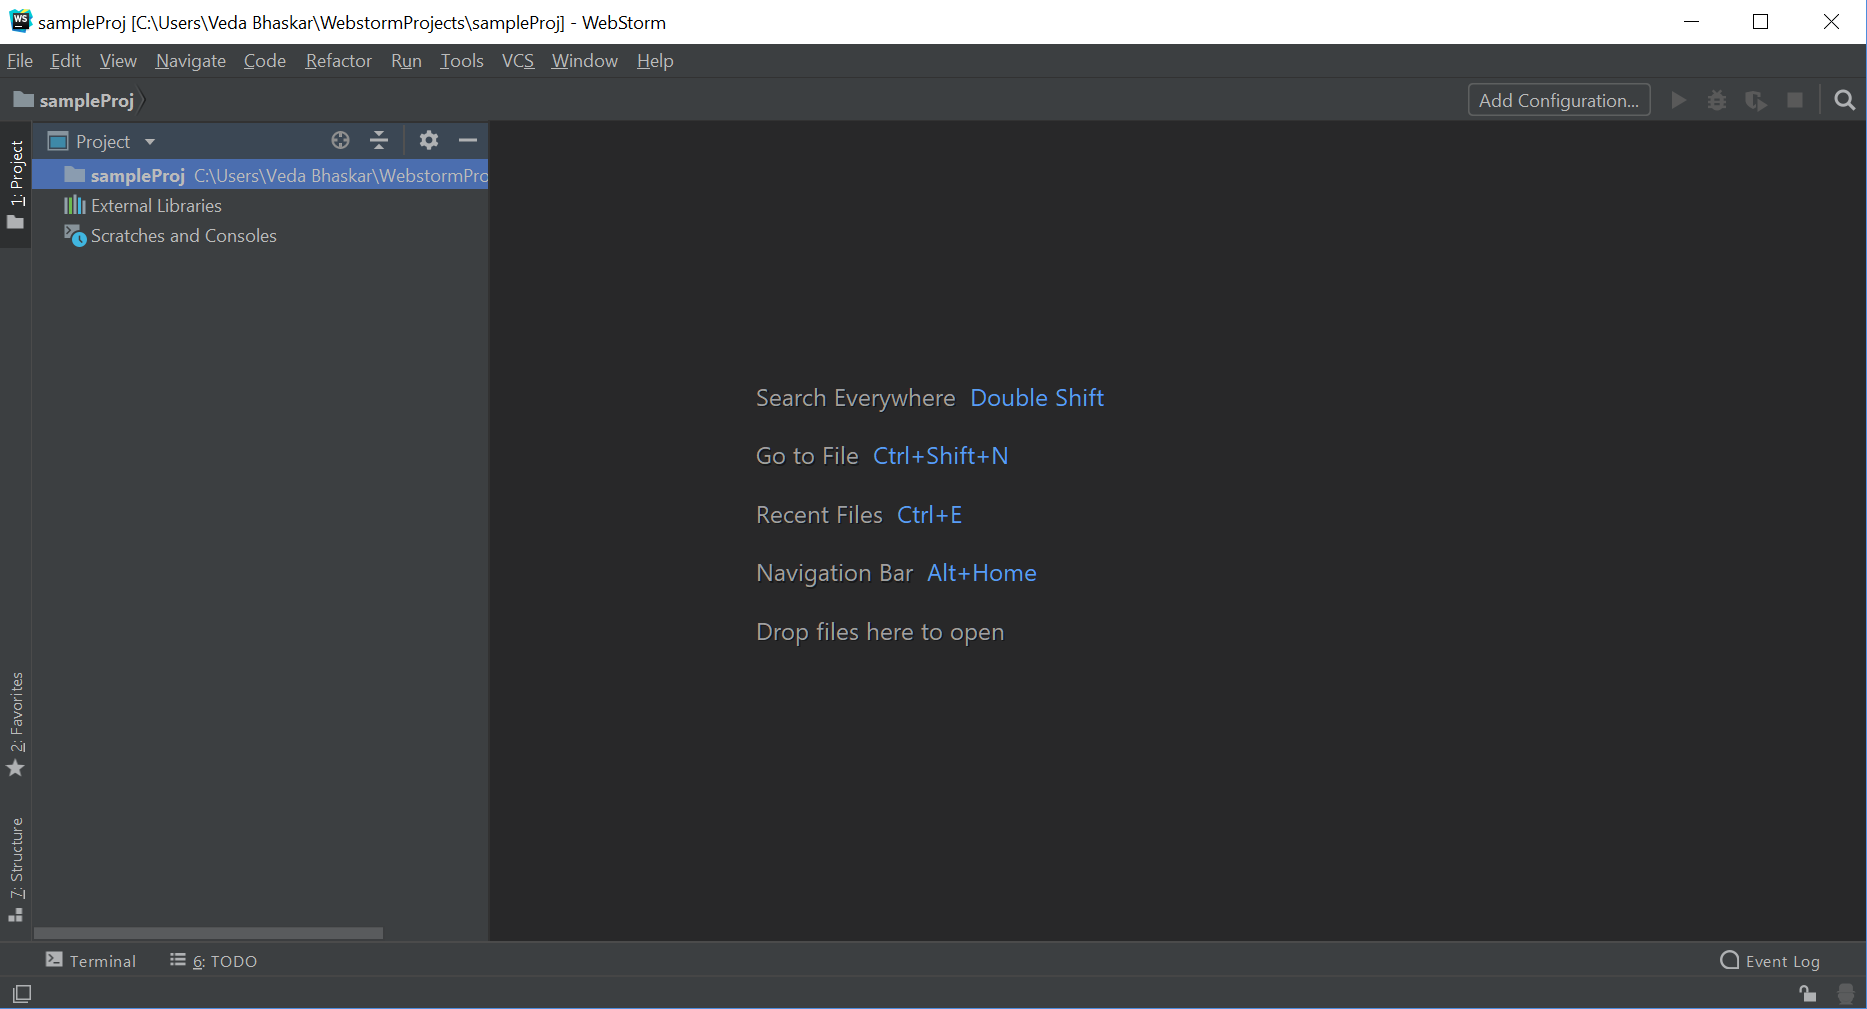 WS sampleProj [C:\Users\Veda Bhaskar\WebstormProjects\sampleProj] - WebStorm
File Edit View Navigate Code Refactor Run Tools VCS Window Help
sampleProj Add Configuration...
1: Project
Project
sampleProj C:\Users\Veda Bhaskar\WebstormPro
External Libraries
Scratches and Consoles
Search Everywhere Double Shift
Go to File Ctrl+Shift+N
Recent Files Ctrl+E
Navigation Bar Alt+Home
Drop files here to open
2: Favorites
7: Structure
Terminal 6: TODO Event Log